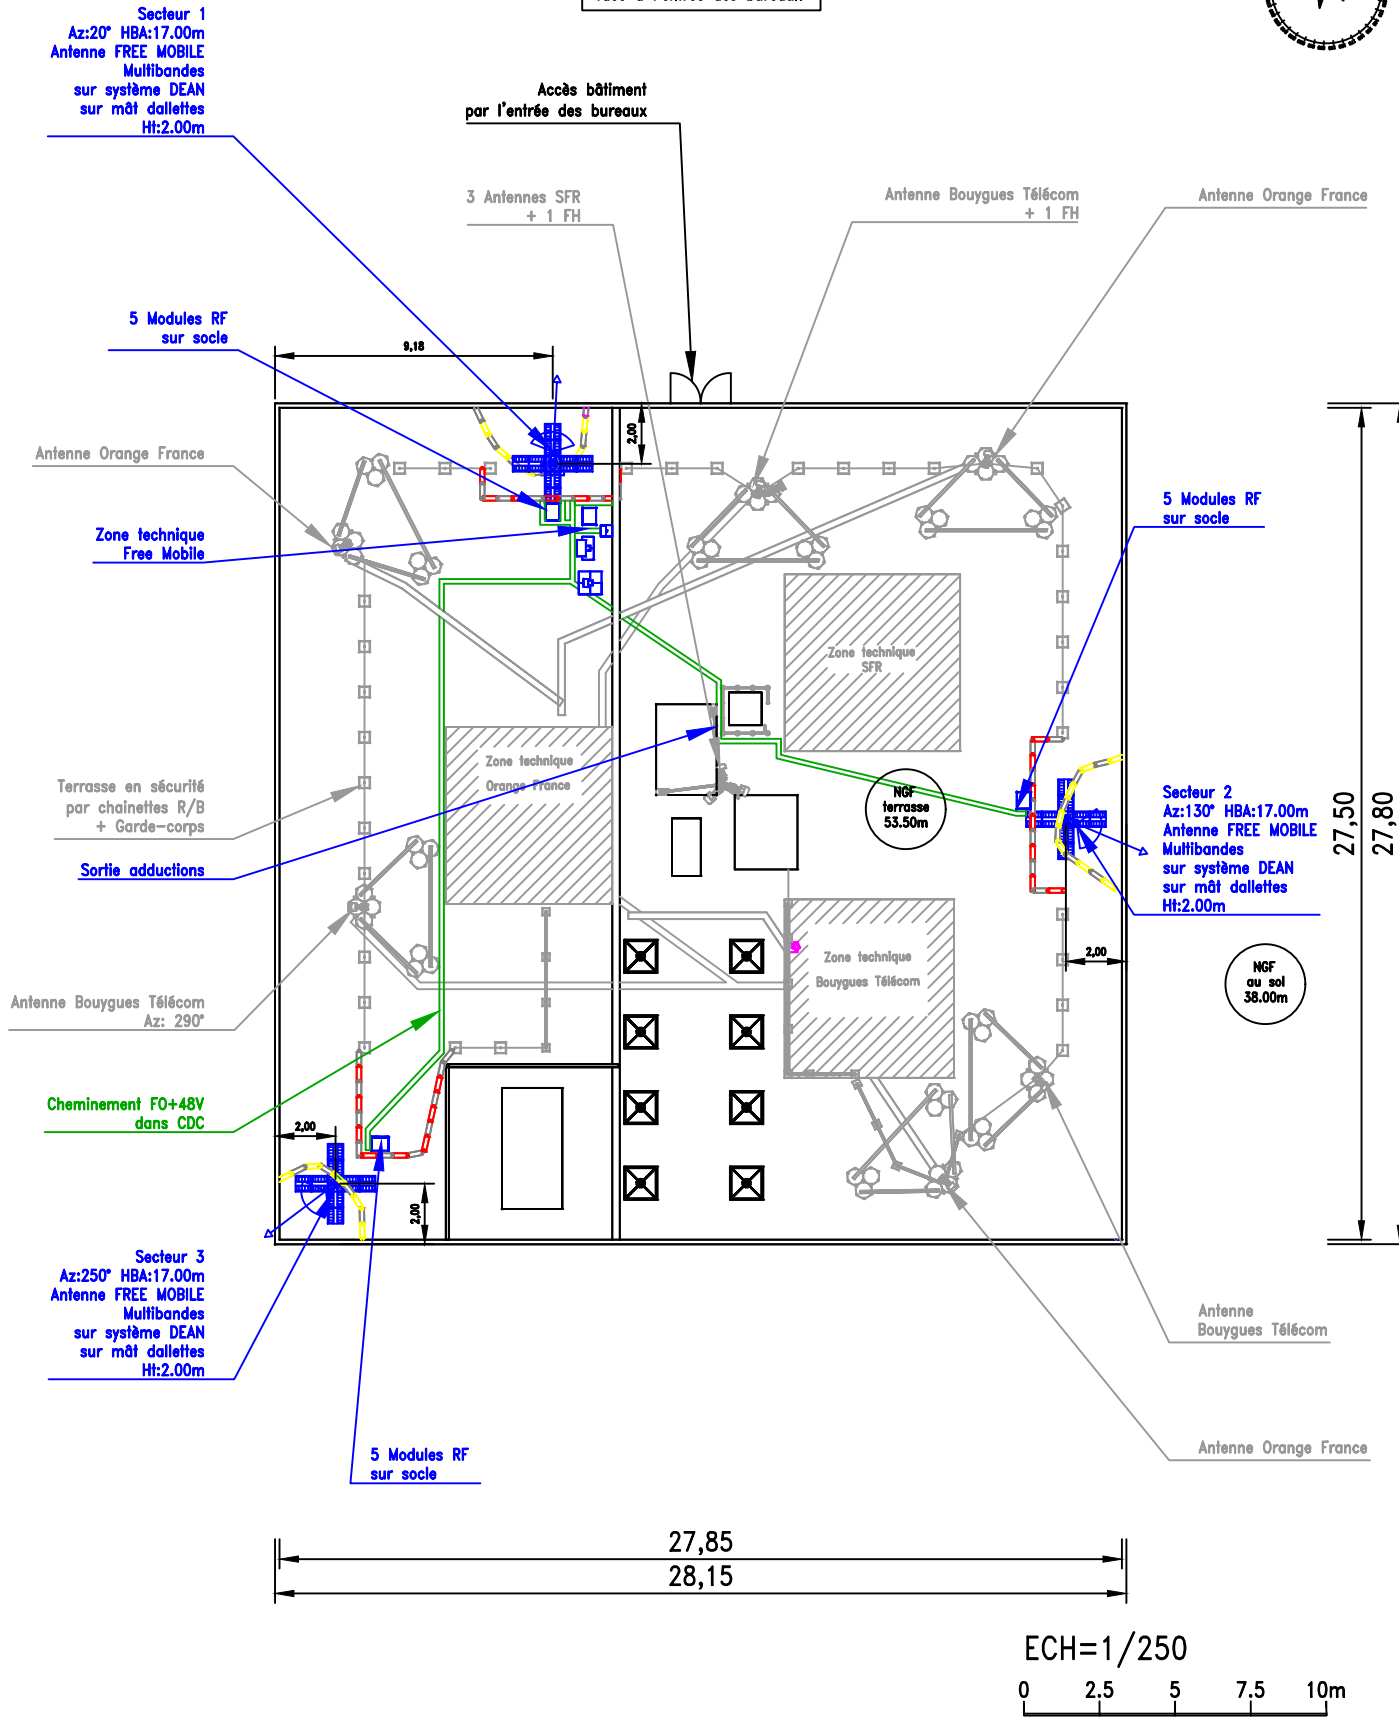 Secteur 1
Az:20° HBA:17.00m
Antenne FREE MOBILE
Multibandes
sur système DEAN
sur mât dallettes
Ht:2.00m
Accès bâtiment
par l'entrée des bureaux
3 Antennes SFR
+ 1 FH
Antenne Bouygues Télécom
+ 1 FH
Antenne Orange France
5 Modules RF
sur socle
9,18
2,00
Antenne Orange France
Zone technique
Free Mobile
5 Modules RF
sur socle
Zone technique
SFR
Zone technique
Orange France
Terrasse en sécurité
par chainettes R/B
+ Garde-corps
NGF
terrasse
53.50m
Secteur 2
Az:130° HBA:17.00m
Antenne FREE MOBILE
Multibandes
sur système DEAN
sur mât dallettes
Ht:2.00m
27,50
27,80
Sortie adductions
2,00
Zone technique
Bouygues Télécom
NGF
au sol
38.00m
Antenne Bouygues Télécom
Az: 290°
Cheminement FO+48V
dans CDC
2,00
2,00
Secteur 3
Az:250° HBA:17.00m
Antenne FREE MOBILE
Multibandes
sur système DEAN
sur mât dallettes
Ht:2.00m
Antenne
Bouygues Télécom
5 Modules RF
sur socle
Antenne Orange France
27,85
28,15
ECH=1/250
0 2.5 5 7.5 10m